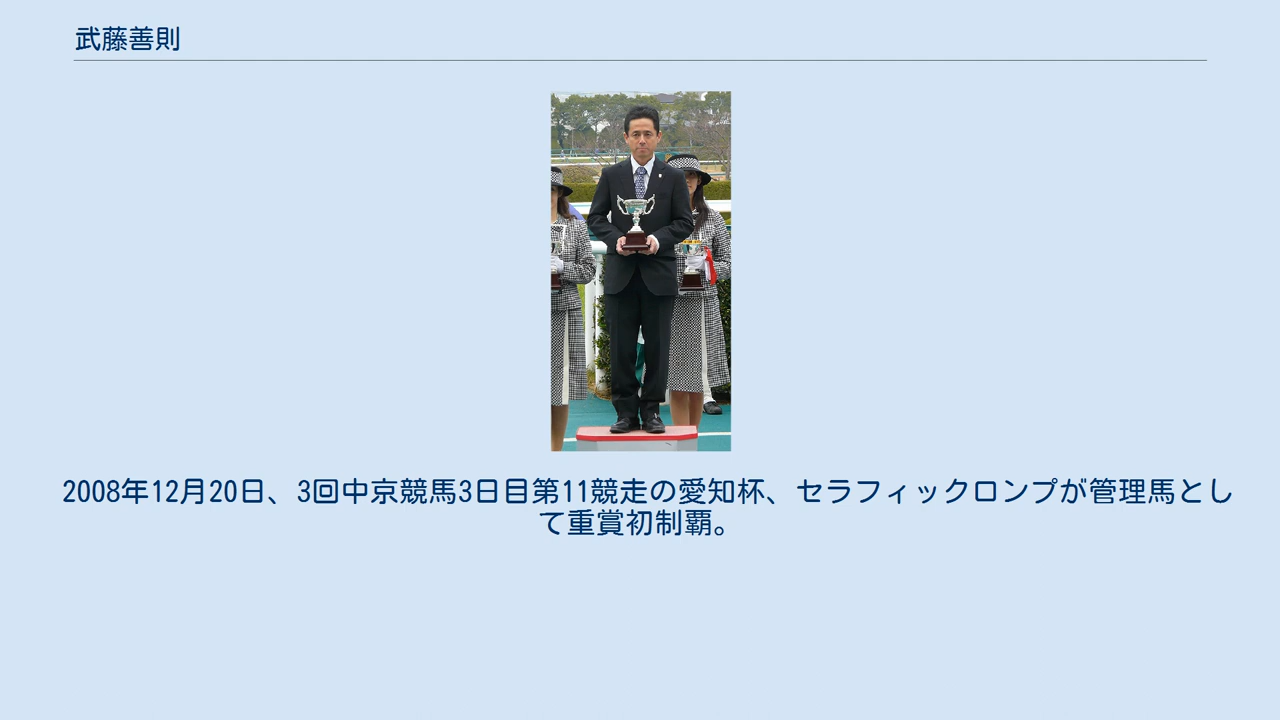 武藤善則
2008年12月20日、3回中京競馬3日目第11競走の愛知杯、セラフィックロンプが管理馬とし
て重賞初制覇。